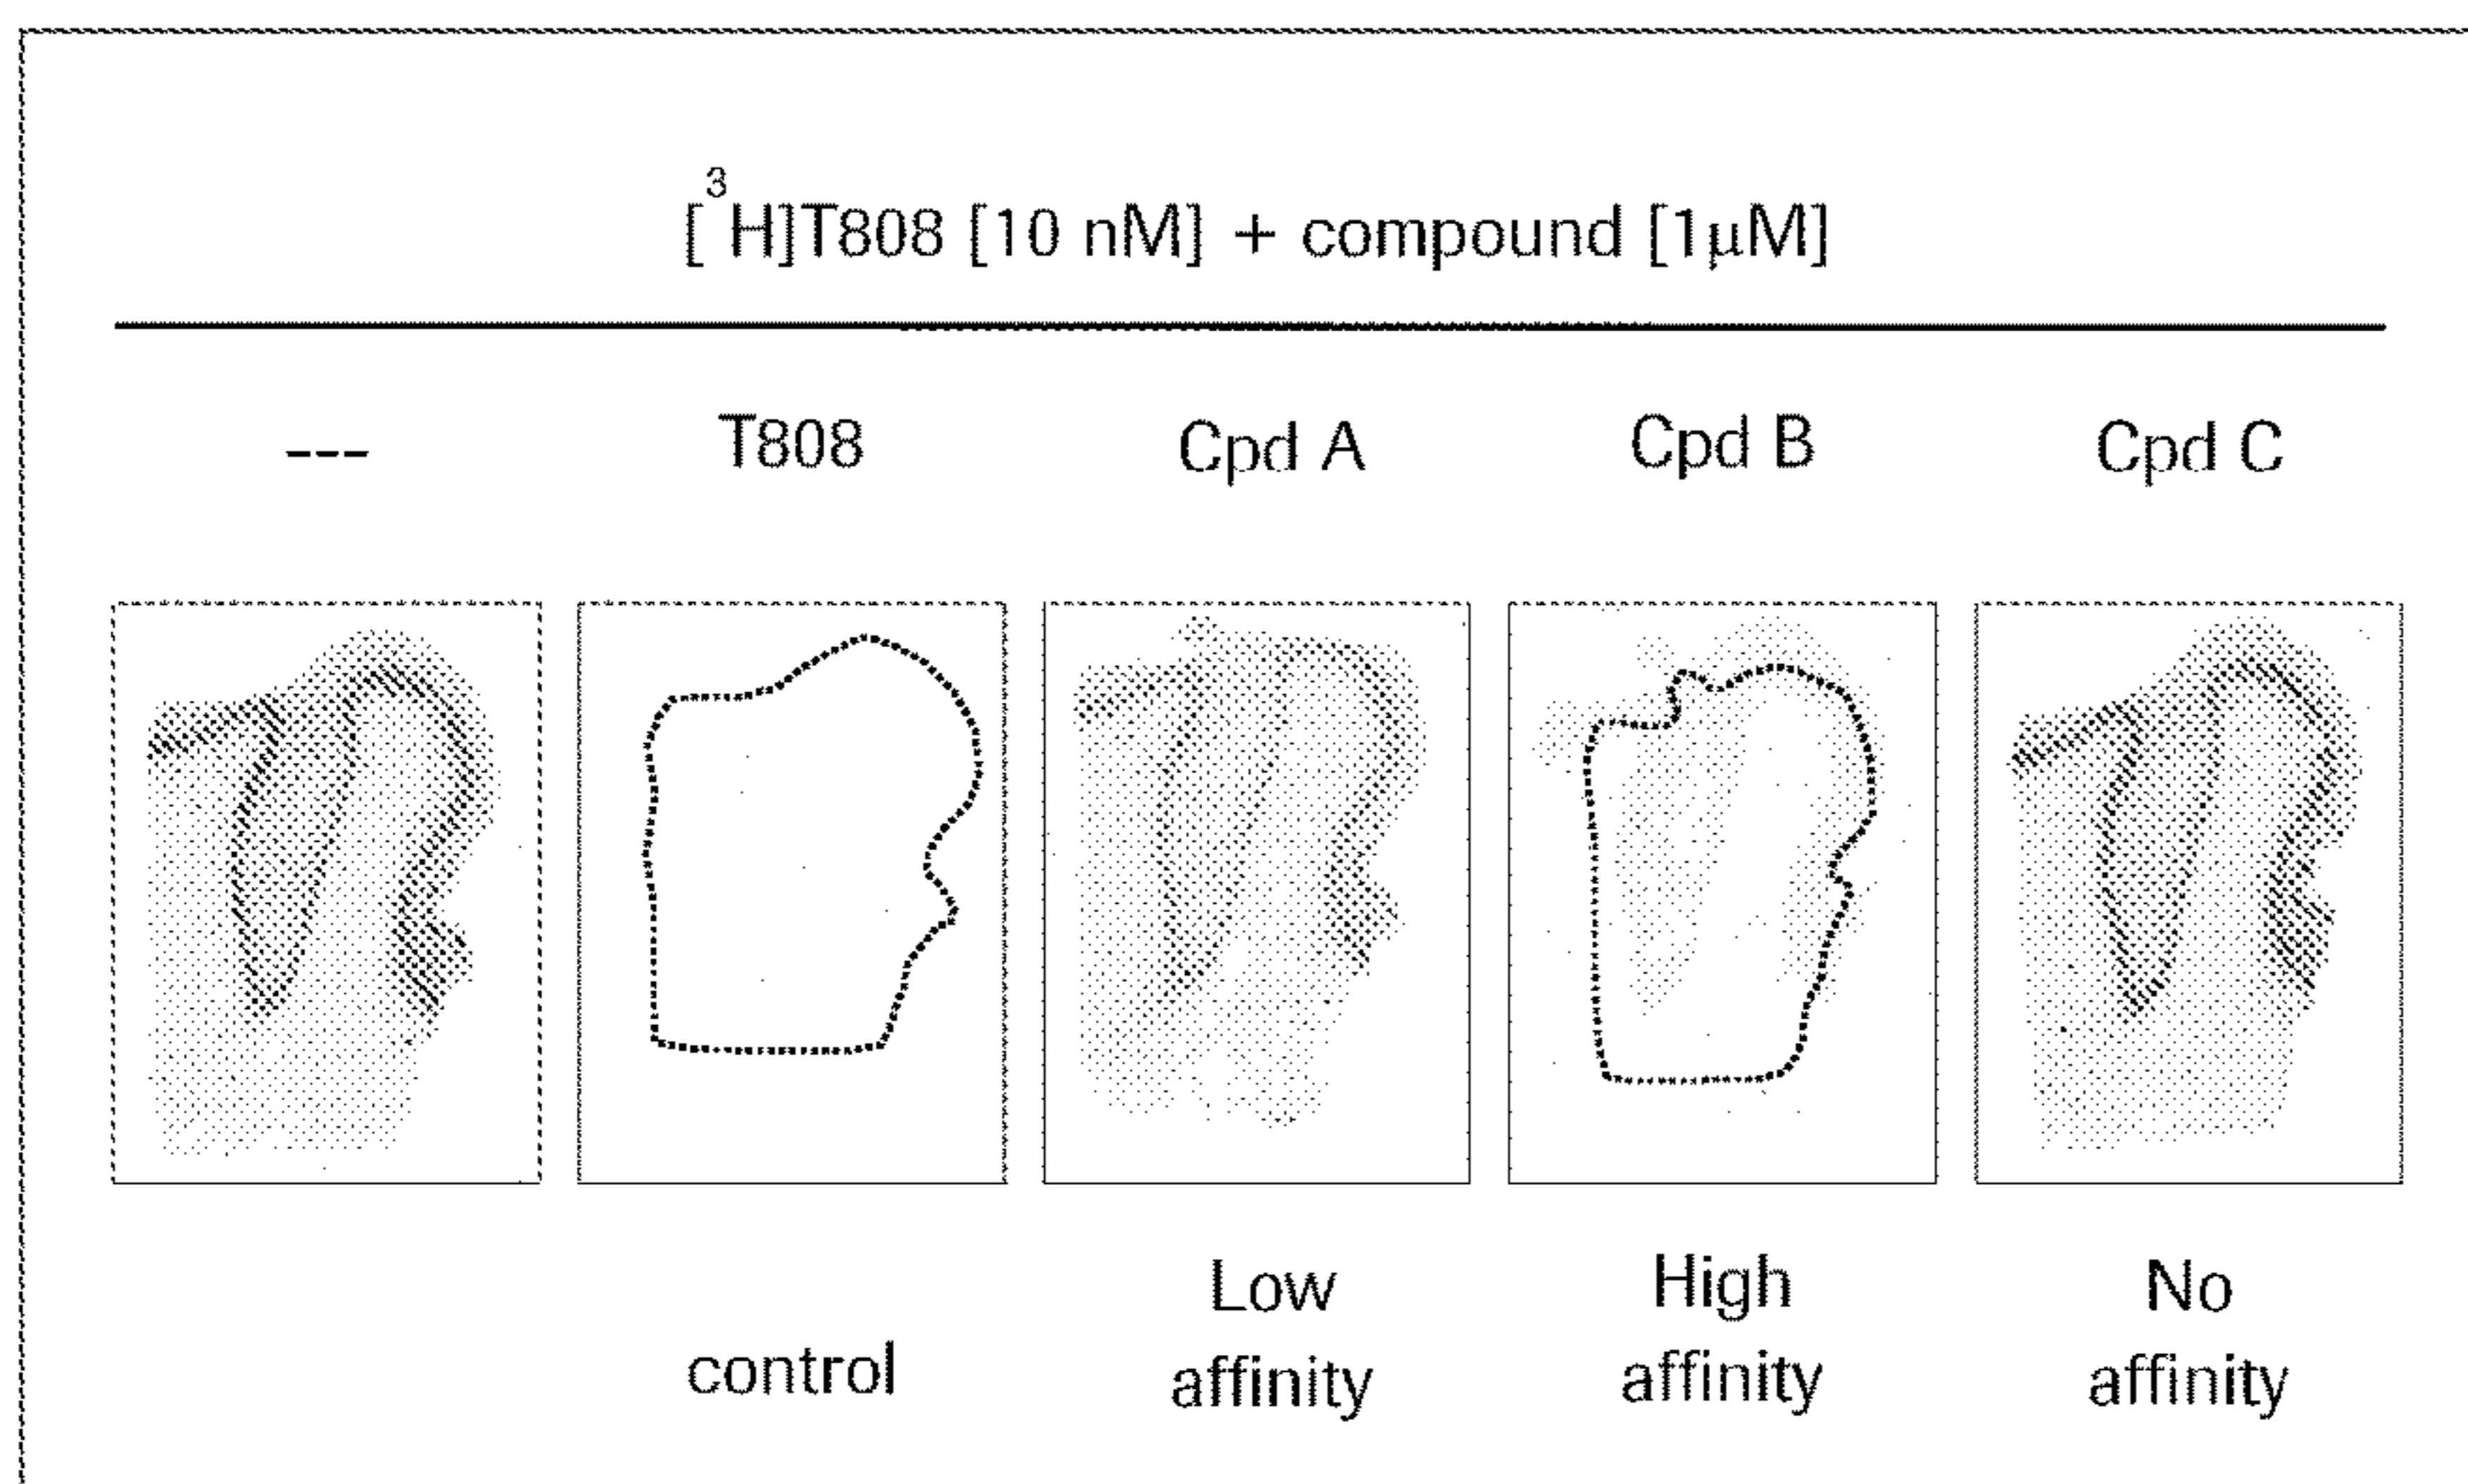 [³H]T808 [10 nM] + compound [1µM]
--- T808 Cpd A Cpd B Cpd C
Low High No
control affinity affinity affinity